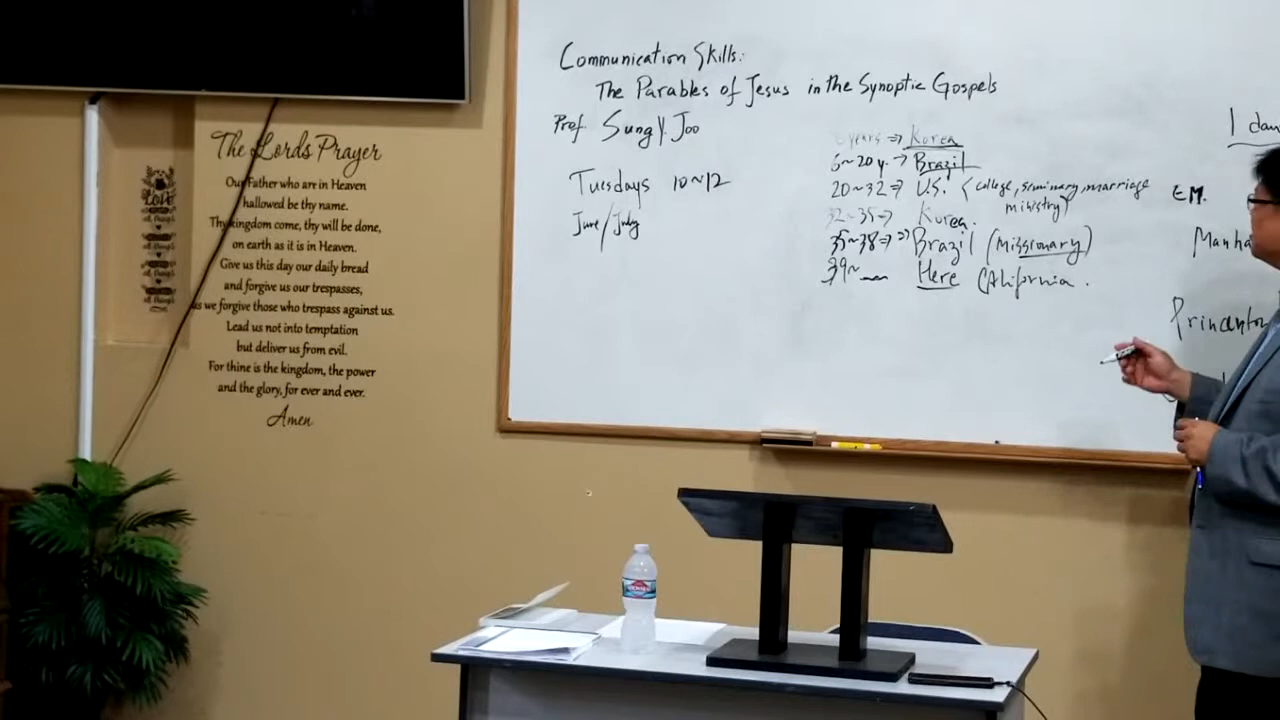 Communication Skills:
The Parables of Jesus in the Synoptic Gospels
Prof. Sung Y. Joo
Tuesdays 10~12
June/July
years ⇒ Korea
6~20 y. → Brazil
20~32 ⇒ U.S. (college, seminary, marriage
ministry)
32~35 ⇒ Korea.
35~38 ⇒ Brazil (Missionary)
39~ Here California.
E.M.
The Lords Prayer
Our Father who are in Heaven
hallowed be thy name.
Thy kingdom come, thy will be done,
on earth as it is in Heaven.
Give us this day our daily bread
and forgive us our trespasses,
as we forgive those who trespass against us.
Lead us not into temptation
but deliver us from evil.
For thine is the kingdom, the power
and the glory, for ever and ever.
Amen